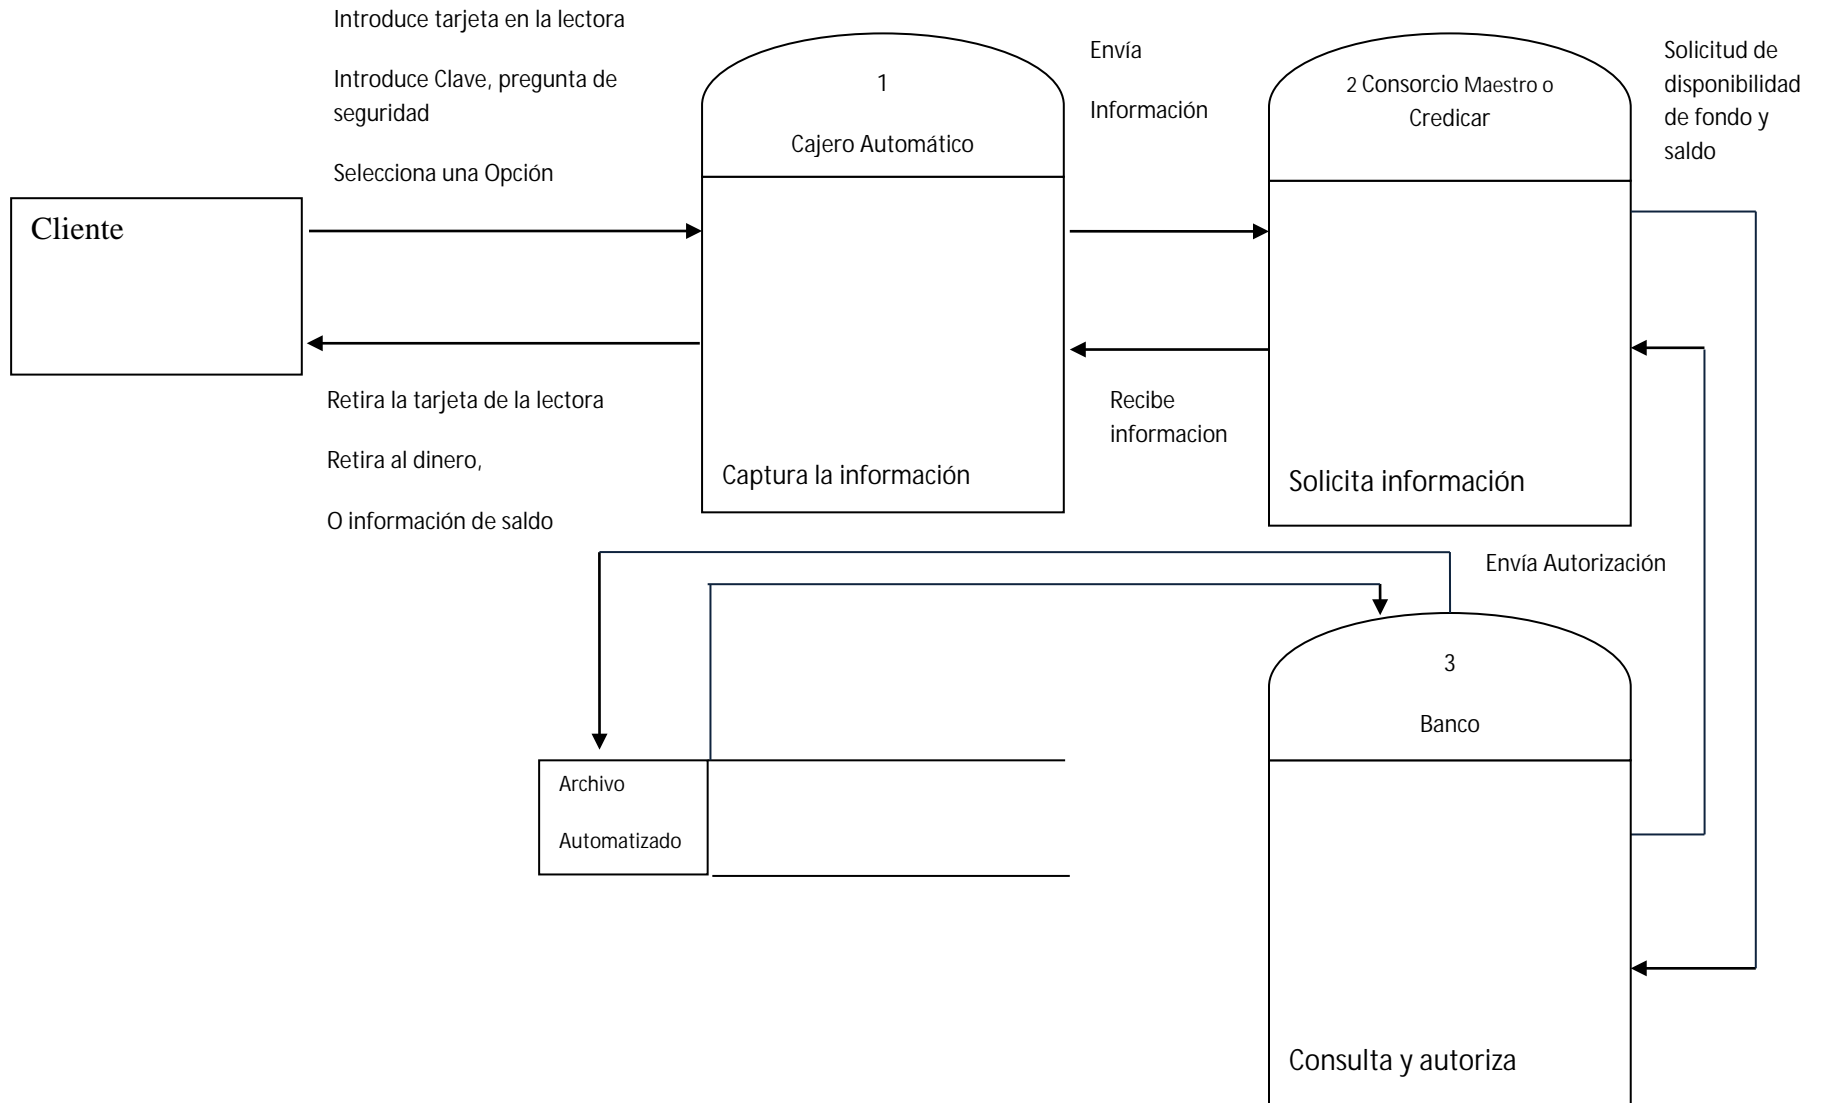 Introduce tarjeta en la lectora
Introduce Clave, pregunta de
seguridad
Selecciona una Opción
1
Cajero Automático
Envía
Información
2 Consorcio Maestro o
Credicar
Solicitud de
disponibilidad
de fondo y
saldo
Cliente
Retira la tarjeta de la lectora
Retira al dinero,
O información de saldo
Captura la información
Recibe
informacion
Solicita información
Envía Autorización
3
Banco
Archivo
Automatizado
Consulta y autoriza